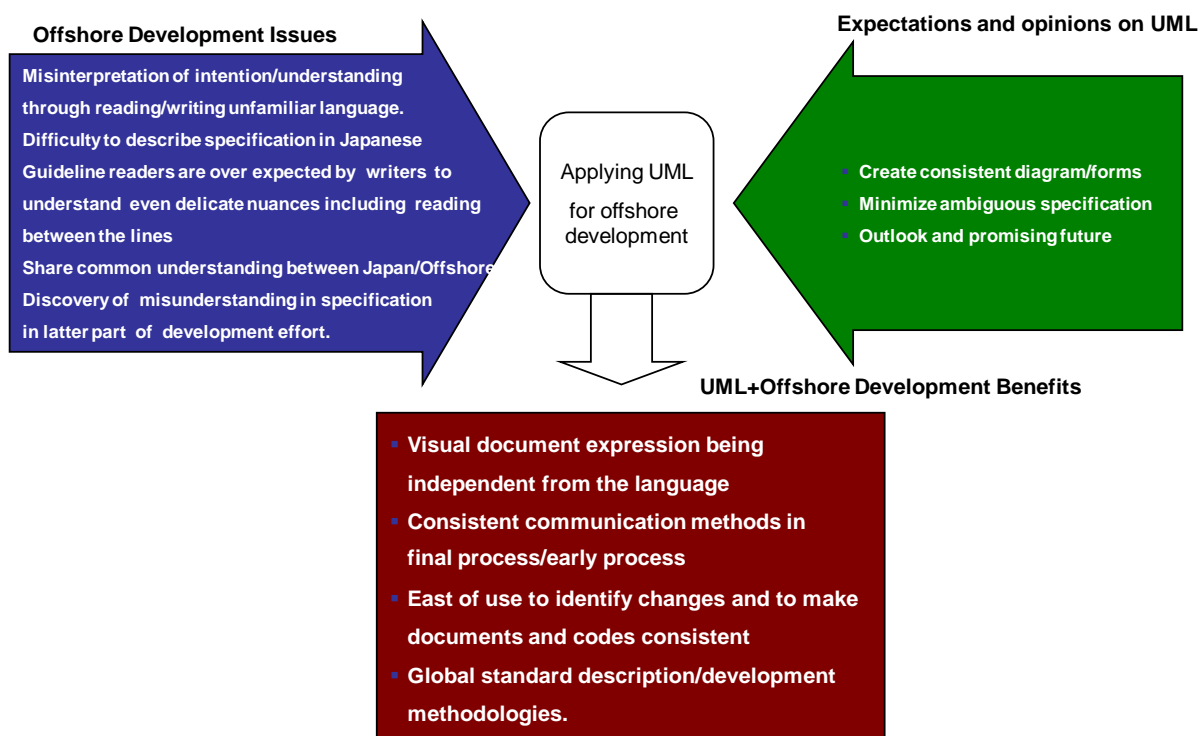 Offshore Development Issues
Misinterpretation of intention/understanding
through reading/writing unfamiliar language.
Difficulty to describe specification in Japanese
Guideline readers are over expected by writers to
understand even delicate nuances including reading
between the lines
Share common understanding between Japan/Offshore
Discovery of misunderstanding in specification
in latter part of development effort.
Applying UML
for offshore
development
Expectations and opinions on UML
▪ Create consistent diagram/forms
▪ Minimize ambiguous specification
▪ Outlook and promising future
UML+Offshore Development Benefits
▪ Visual document expression being
independent from the language
▪ Consistent communication methods in
final process/early process
▪ East of use to identify changes and to make
documents and codes consistent
▪ Global standard description/development
methodologies.